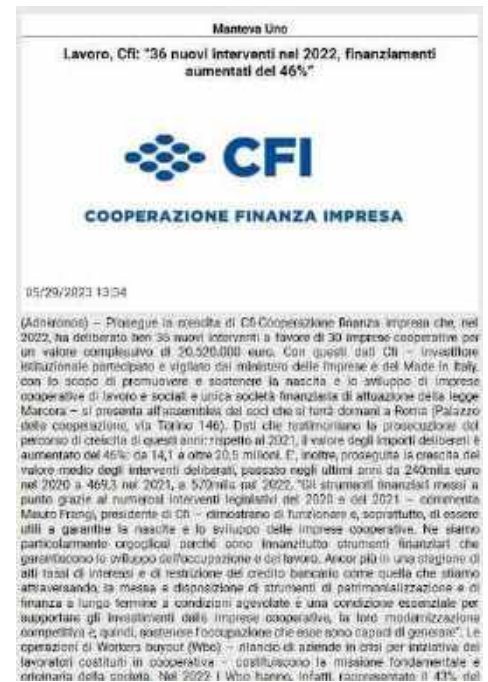 Mantova Uno
Lavoro, Cfi: "36 nuovi interventi nel 2022, finanziamenti
aumentati del 46%"
CFI
COOPERAZIONE FINANZA IMPRESA
05/29/2023 13:34
(Adnkronos) – Prosegue la crescita di Cfi-Cooperazione finanza impresa che, nel
2022, ha deliberato ben 36 nuovi interventi a favore di 30 imprese cooperative per
un valore complessivo di 20.520.000 euro. Con questi dati Cfi – investitore
istituzionale partecipato e vigilato dal ministero delle Imprese e del Made in Italy,
con lo scopo di promuovere e sostenere la nascita e lo sviluppo di imprese
cooperative di lavoro e sociali e unica società finanziaria di attuazione della legge
Marcora – si presenta all'assemblea dei soci che si terrà domani a Roma (Palazzo
della cooperazione, via Torino 146). Dati che testimoniano la prosecuzione del
percorso di crescita di questi anni: rispetto al 2021, il valore degli importi deliberati è
aumentato del 46%: da 14,1 a oltre 20,5 milioni. E', inoltre, proseguita la crescita del
valore medio degli interventi deliberati, passato negli ultimi anni da 240mila euro
nel 2020 a 469,3 nel 2021, a 570mila nel 2022. "Gli strumenti finanziari messi a
punto grazie ai numerosi interventi legislativi del 2020 e del 2021 – commenta
Mauro Frangi, presidente di Cfi – dimostrano di funzionare e, soprattutto, di essere
utili a garantire la nascita e lo sviluppo delle imprese cooperative. Ne siamo
particolarmente orgogliosi perché sono innanzitutto strumenti finanziari che
garantiscono lo sviluppo dell'occupazione e del lavoro. Ancor più in una stagione di
alti tassi di interessi e di restrizione del credito bancario come quella che stiamo
attraversando, la messa a disposizione di strumenti di patrimonializzazione e di
finanza a lungo termine a condizioni agevolate è una condizione essenziale per
supportare gli investimenti delle imprese cooperative, la loro modernizzazione
competitiva e, quindi, sostenere l'occupazione che esse sono capaci di generare". Le
operazioni di Workers buyout (Wbo) – rilancio di aziende in crisi per iniziativa dei
lavoratori costituiti in cooperativa – costituiscono la missione fondamentale e
originaria della società. Nel 2022 i Wbo hanno, infatti, rappresentato il 43% del